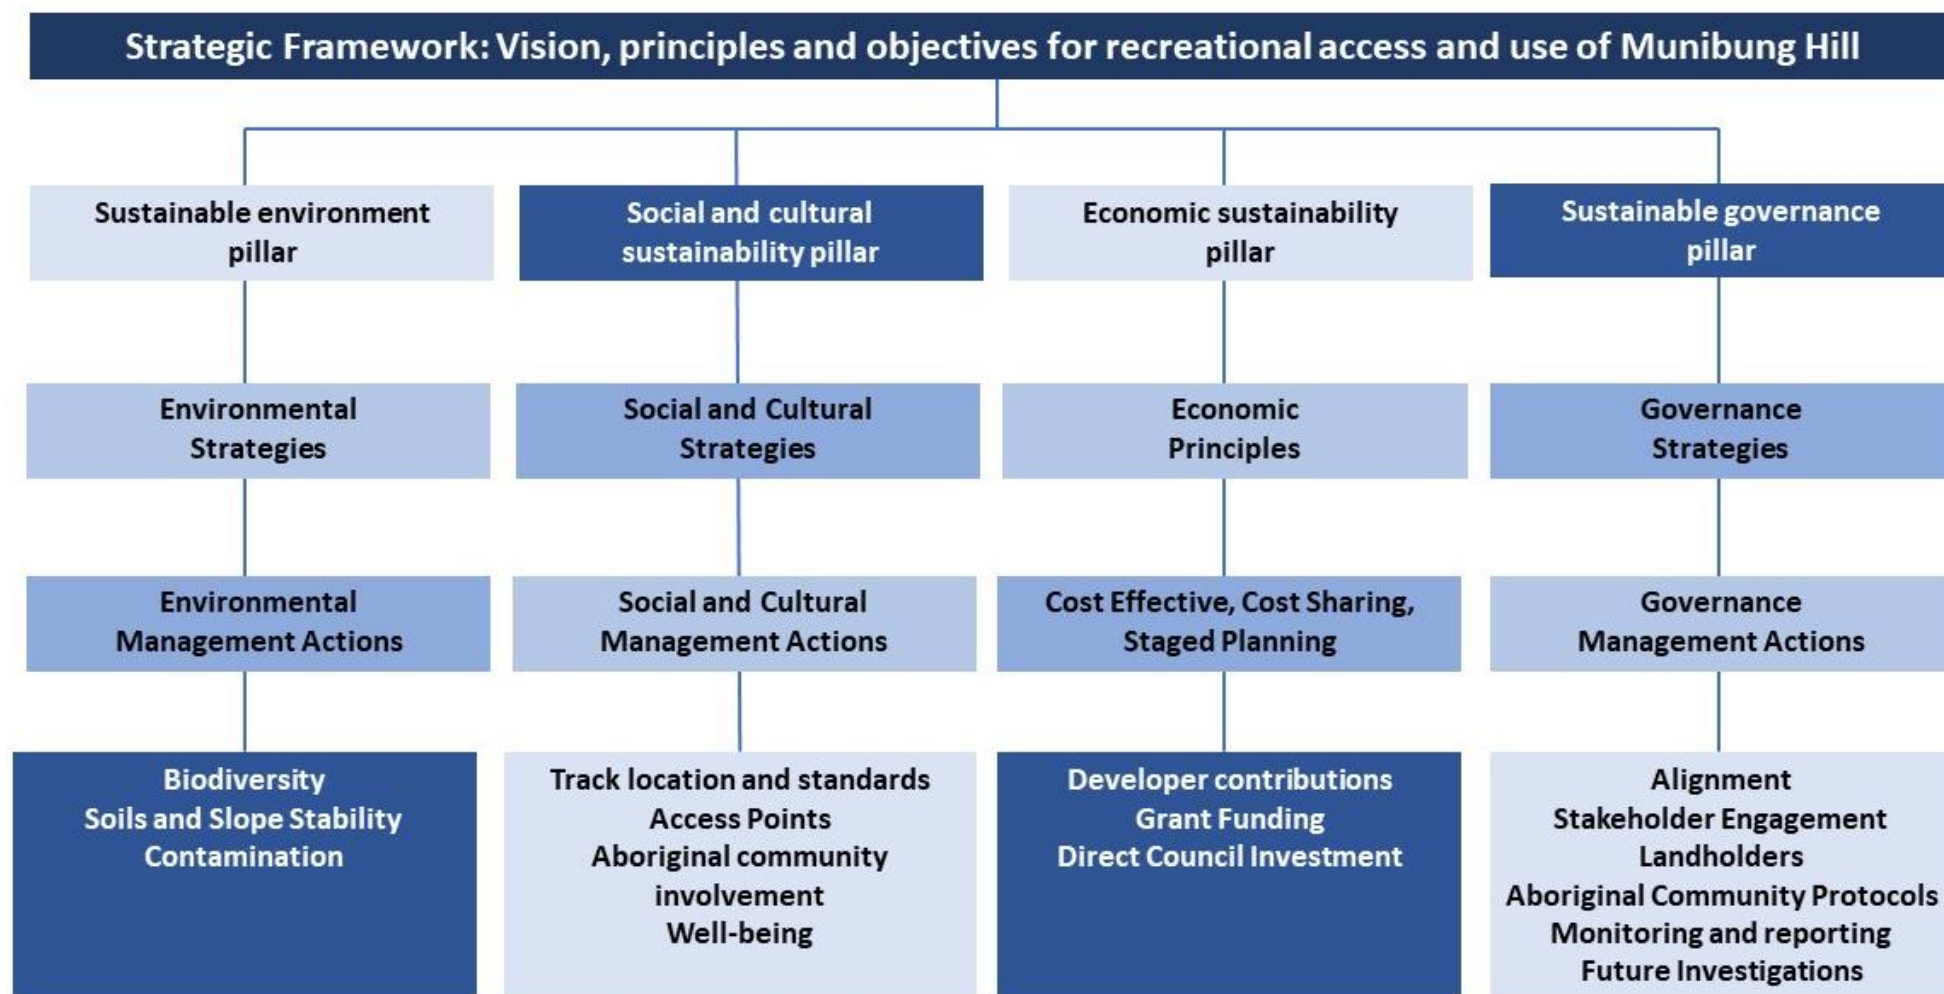 Strategic Framework: Vision, principles and objectives for recreational access and use of Munibung Hill
Sustainable environment
pillar
Social and cultural
sustainability pillar
Economic sustainability
pillar
Sustainable governance
pillar
Environmental
Strategies
Social and Cultural
Strategies
Economic
Principles
Governance
Strategies
Environmental
Management Actions
Social and Cultural
Management Actions
Cost Effective, Cost Sharing,
Staged Planning
Governance
Management Actions
Biodiversity
Soils and Slope Stability
Contamination
Track location and standards
Access Points
Aboriginal community
involvement
Well-being
Developer contributions
Grant Funding
Direct Council Investment
Alignment
Stakeholder Engagement
Landholders
Aboriginal Community Protocols
Monitoring and reporting
Future Investigations